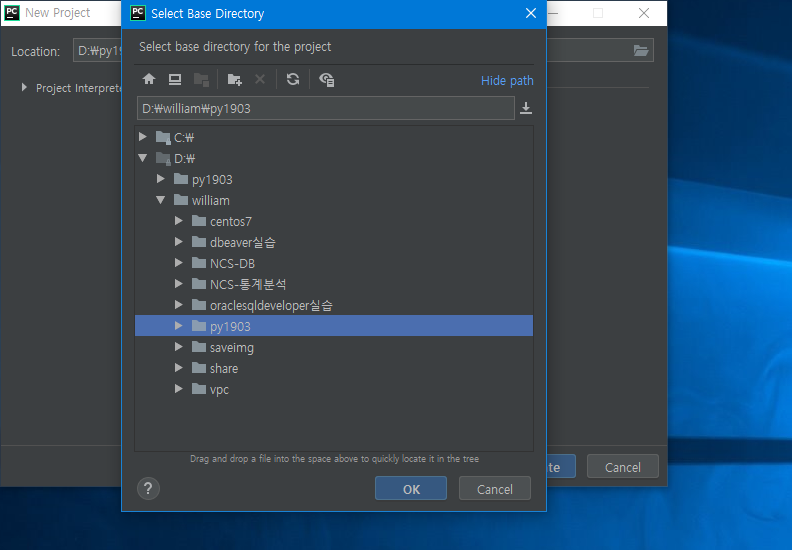 PC New Project
PC Select Base Directory
Select base directory for the project
Location: D:₩py19
Project Interprete
Hide path
D:₩william₩py1903
C:₩
D:₩
py1903
william
centos7
dbeaver실습
NCS-DB
NCS-통계분석
oraclesqldeveloper실습
py1903
saveimg
share
vpc
Drag and drop a file into the space above to quickly locate it in the tree
te Cancel
? OK Cancel